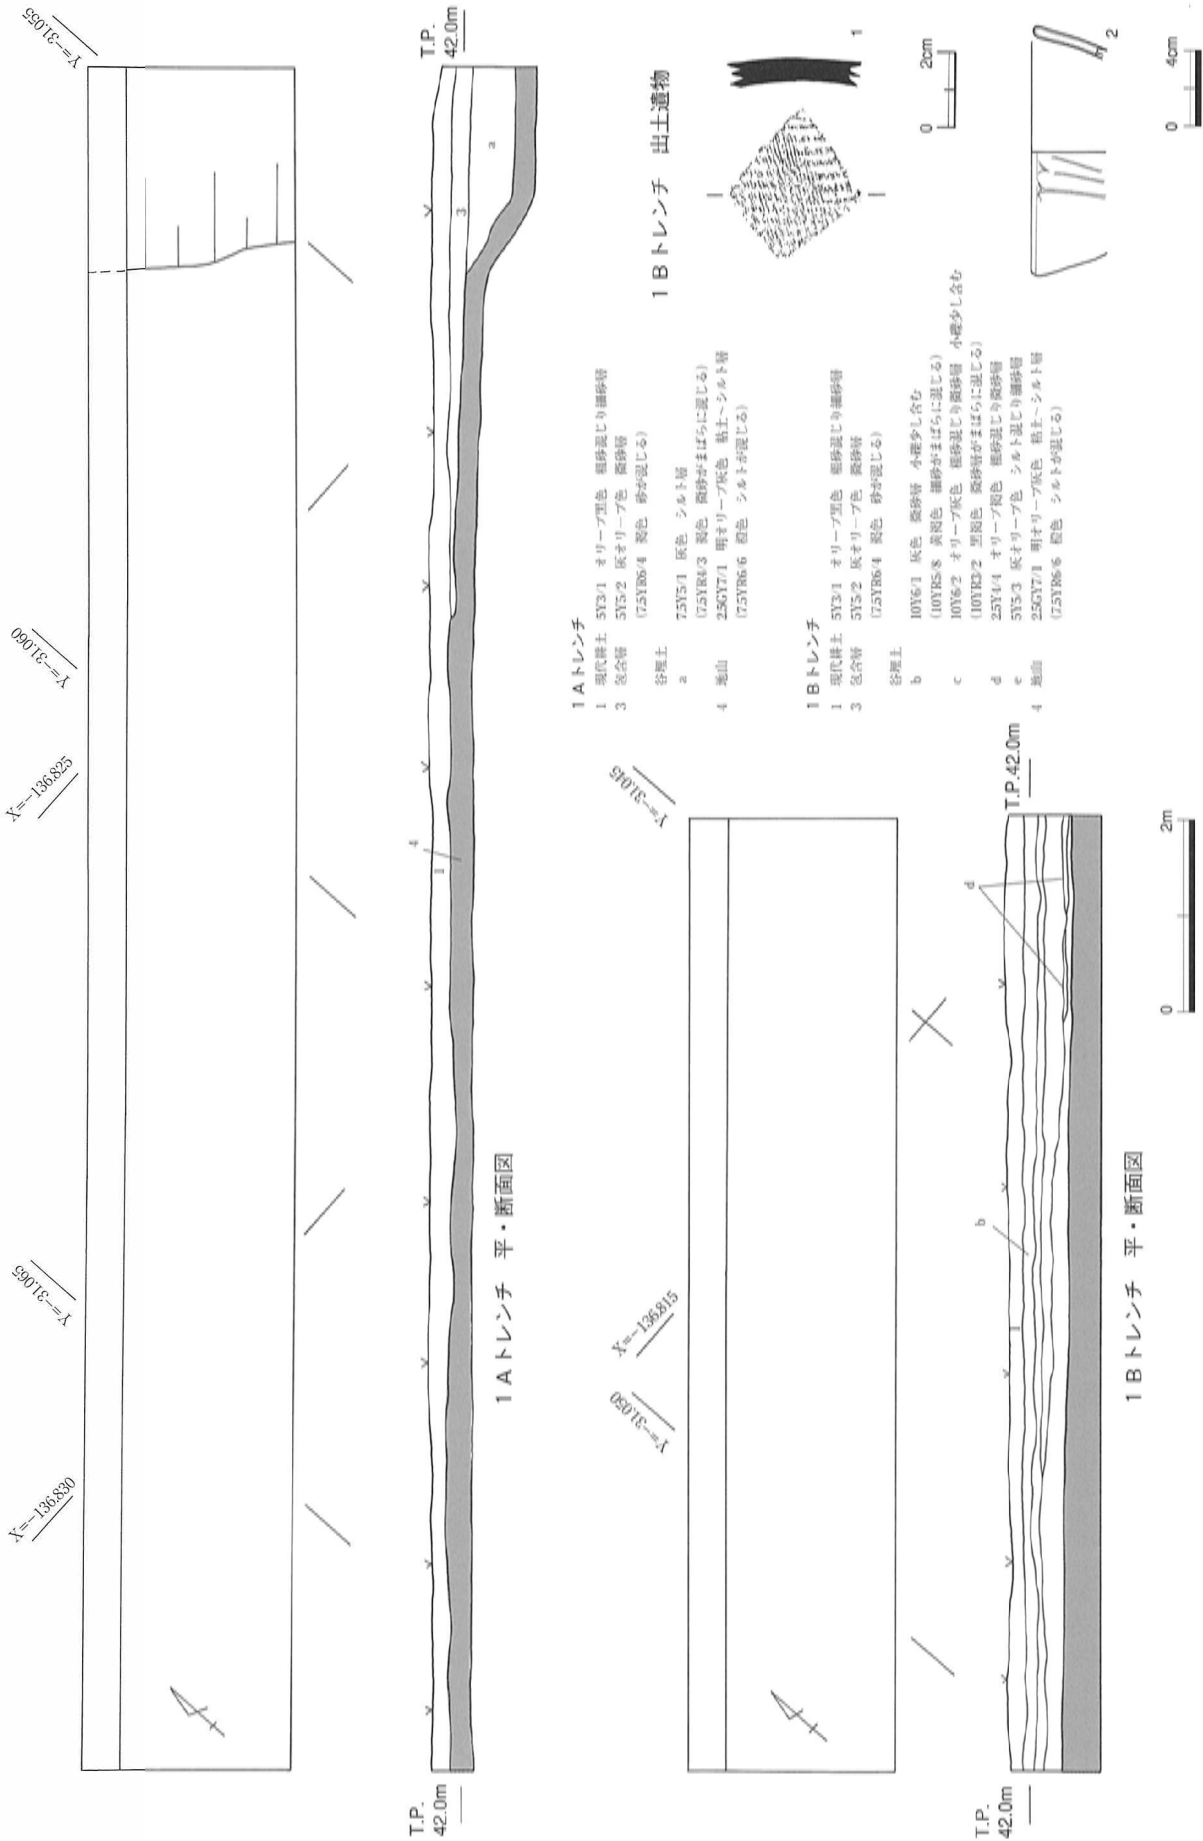 Y=-31.055
Y=-31.060
X=-136.825
Y=-31.065
X=-136.830
T.P.
42.0m
T.P.
42.0m
1
3
4
a
1Aトレンチ 平・断面図
1Aトレンチ
1 現代耕土 5Y3/1 オリーブ黒色 粗砂混じり細砂層
3 包含層 5Y5/2 灰オリーブ色 微砂層
(7.5YR6/4 褐色 砂が混じる)
谷埋土
a 7.5Y5/1 灰色 シルト層
(7.5YR4/3 褐色 微砂がまばらに混じる)
4 地山 2.5GY7/1 明オリーブ灰色 粘土~シルト層
(7.5YR6/6 橙色 シルトが混じる)
1Bトレンチ
1 現代耕土 5Y3/1 オリーブ黒色 粗砂混じり細砂層
3 包含層 5Y5/2 灰オリーブ色 微砂層
(7.5YR6/4 褐色 砂が混じる)
谷埋土
b 10Y6/1 灰色 微砂層 小礫少し含む
(10YR5/8 黄褐色 細砂がまばらに混じる)
c 10Y6/2 オリーブ灰色 粗砂混じり微砂層 小礫少し含む
(10YR3/2 黒褐色 微砂層がまばらに混じる)
d 2.5Y4/4 オリーブ褐色 粗砂混じり微砂層
e 5Y5/3 灰オリーブ色 シルト混じり細砂層
4 地山 2.5GY7/1 明オリーブ灰色 粘土~シルト層
(7.5YR6/6 橙色 シルトが混じる)
1Bトレンチ 出土遺物
1
0 2cm
2
0 4cm
Y=-31.045
X=-136.815
Y=-31.050
T.P.
42.0m
T.P.42.0m
1
b
d
1Bトレンチ 平・断面図
0 2m